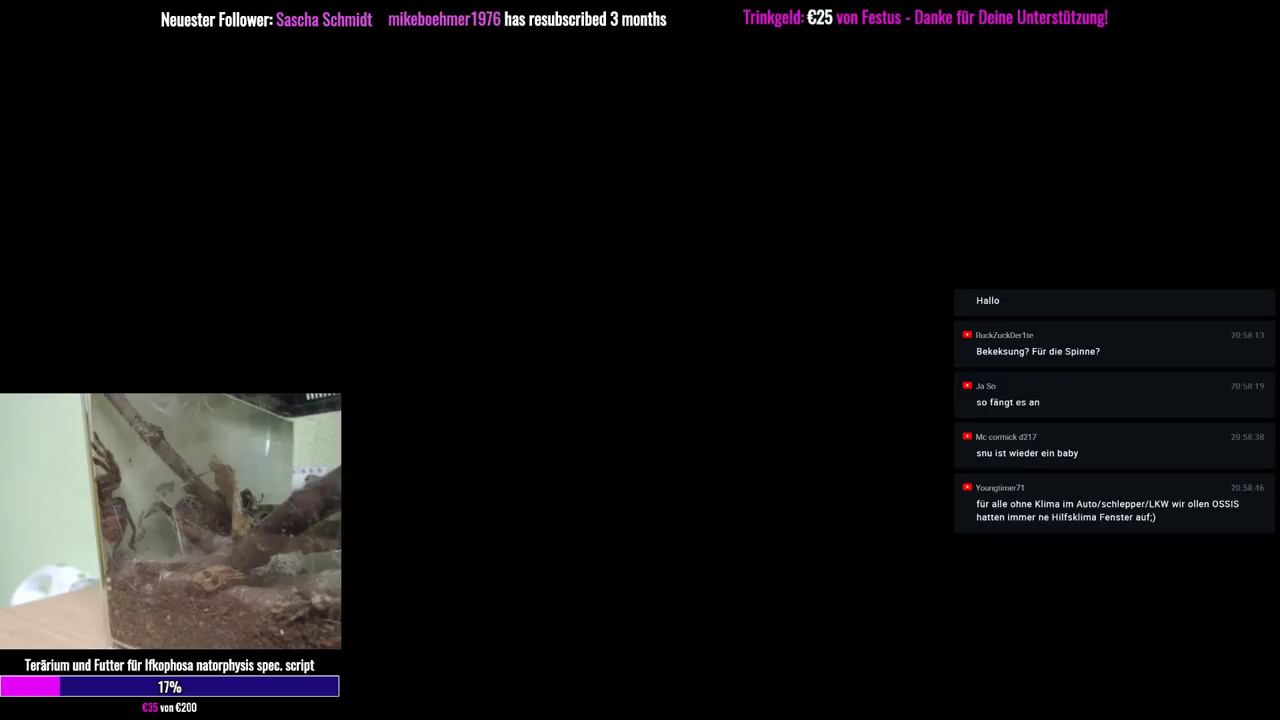 Neuester Follower: Sascha Schmidt mikeboehmer1976 has resubscribed 3 months
Trinkgeld: €25 von Festus - Danke für Deine Unterstützung!
Hallo
RuckZuckDer1te 20:58:13
Bekeksung? Für die Spinne?
Ja So 20:58:19
so fängt es an
Mc cormick d217 20:58:38
snu ist wieder ein baby
Youngtimer71 20:58:46
für alle ohne Klima im Auto/schlepper/LKW wir ollen OSSIS
hatten immer ne Hilfsklima Fenster auf;)
Terärium und Futter für Ifkophosa natorphysis spec. script
17%
€35 von €200